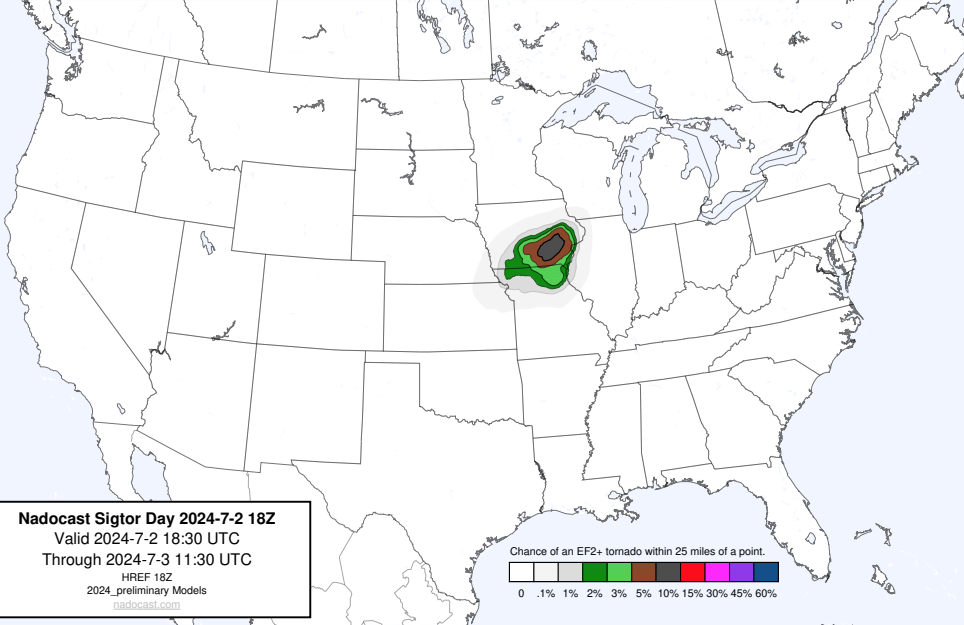 Nadocast Sigtor Day 2024-7-2 18Z
Valid 2024-7-2 18:30 UTC
Through 2024-7-3 11:30 UTC
HREF 18Z
2024_preliminary Models
nadocast.com
Chance of an EF2+ tornado within 25 miles of a point.
0 .1% 1% 2% 3% 5% 10% 15% 30% 45% 60%